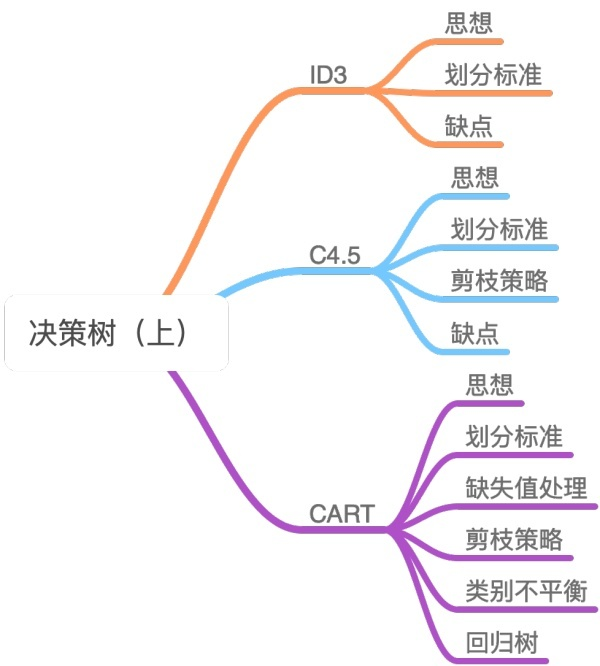 决策树（上）
ID3
思想
划分标准
缺点
C4.5
思想
划分标准
剪枝策略
缺点
CART
思想
划分标准
缺失值处理
剪枝策略
类别不平衡
回归树